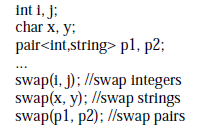 int i, j;
char x, y;
pair<int,string> p1, p2;
...
swap(i, j); //swap integers
swap(x, y); //swap strings
swap(p1, p2); //swap pairs